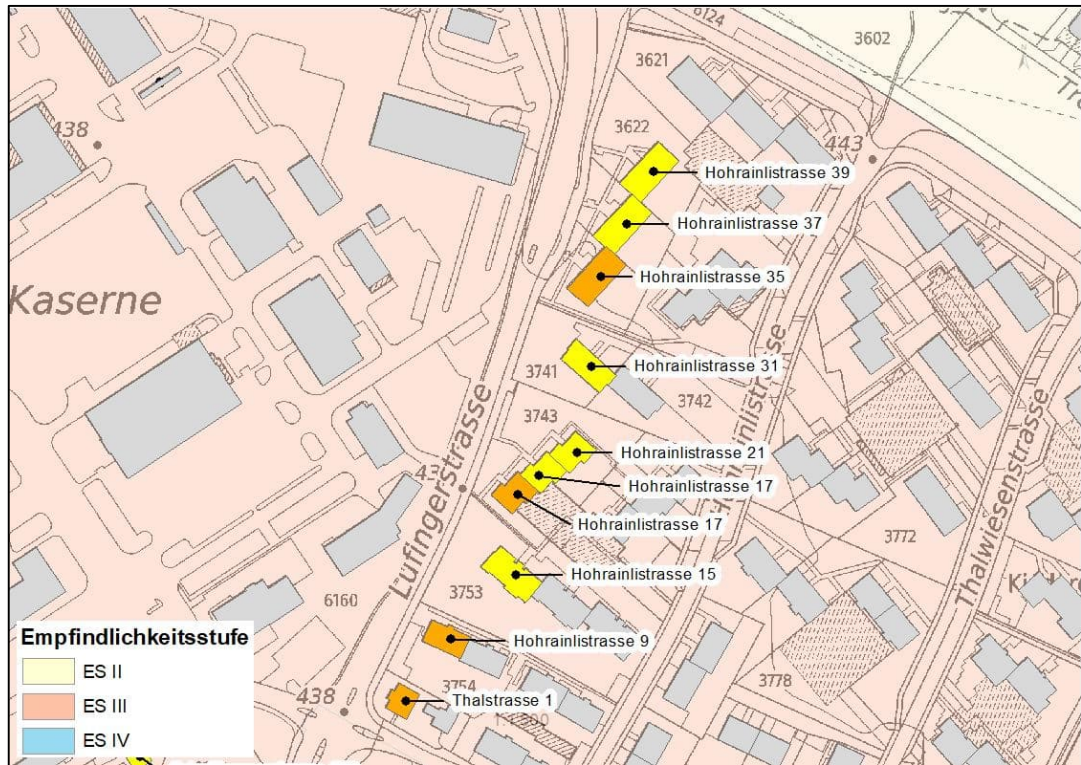 6124
3602
3621
438
3622
443
Hohrainlistrasse 39
Hohrainlistrasse 37
Hohrainlistrasse 35
Kaserne
Hohrainlistrasse 31
3741
3742
3743
Hohrainlistrasse 21
Hohrainlistrasse 17
Hohrainlistrasse 17
Lufingerstrasse
Thalwiesenstrasse
3772
Hohrainlistrasse 15
3753
6160
Hohrainlistrasse 9
3754
3778
438
Thalstrasse 1
Empfindlichkeitsstufe
ES II
ES III
ES IV